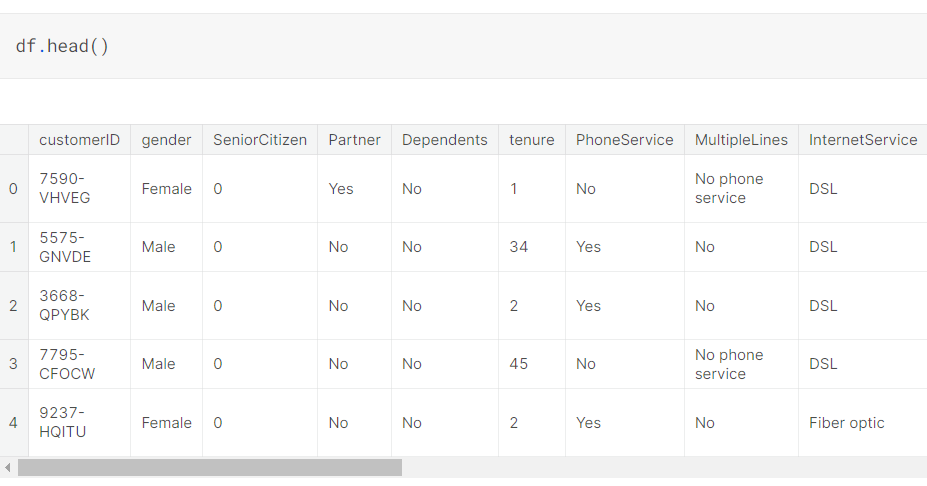 df.head()
customerID gender SeniorCitizen Partner Dependents tenure PhoneService MultipleLines InternetService
0 7590-VHVEG Female 0 Yes No 1 No No phone service DSL
1 5575-GNVDE Male 0 No No 34 Yes No DSL
2 3668-QPYBK Male 0 No No 2 Yes No DSL
3 7795-CFOCW Male 0 No No 45 No No phone service DSL
4 9237-HQITU Female 0 No No 2 Yes No Fiber optic